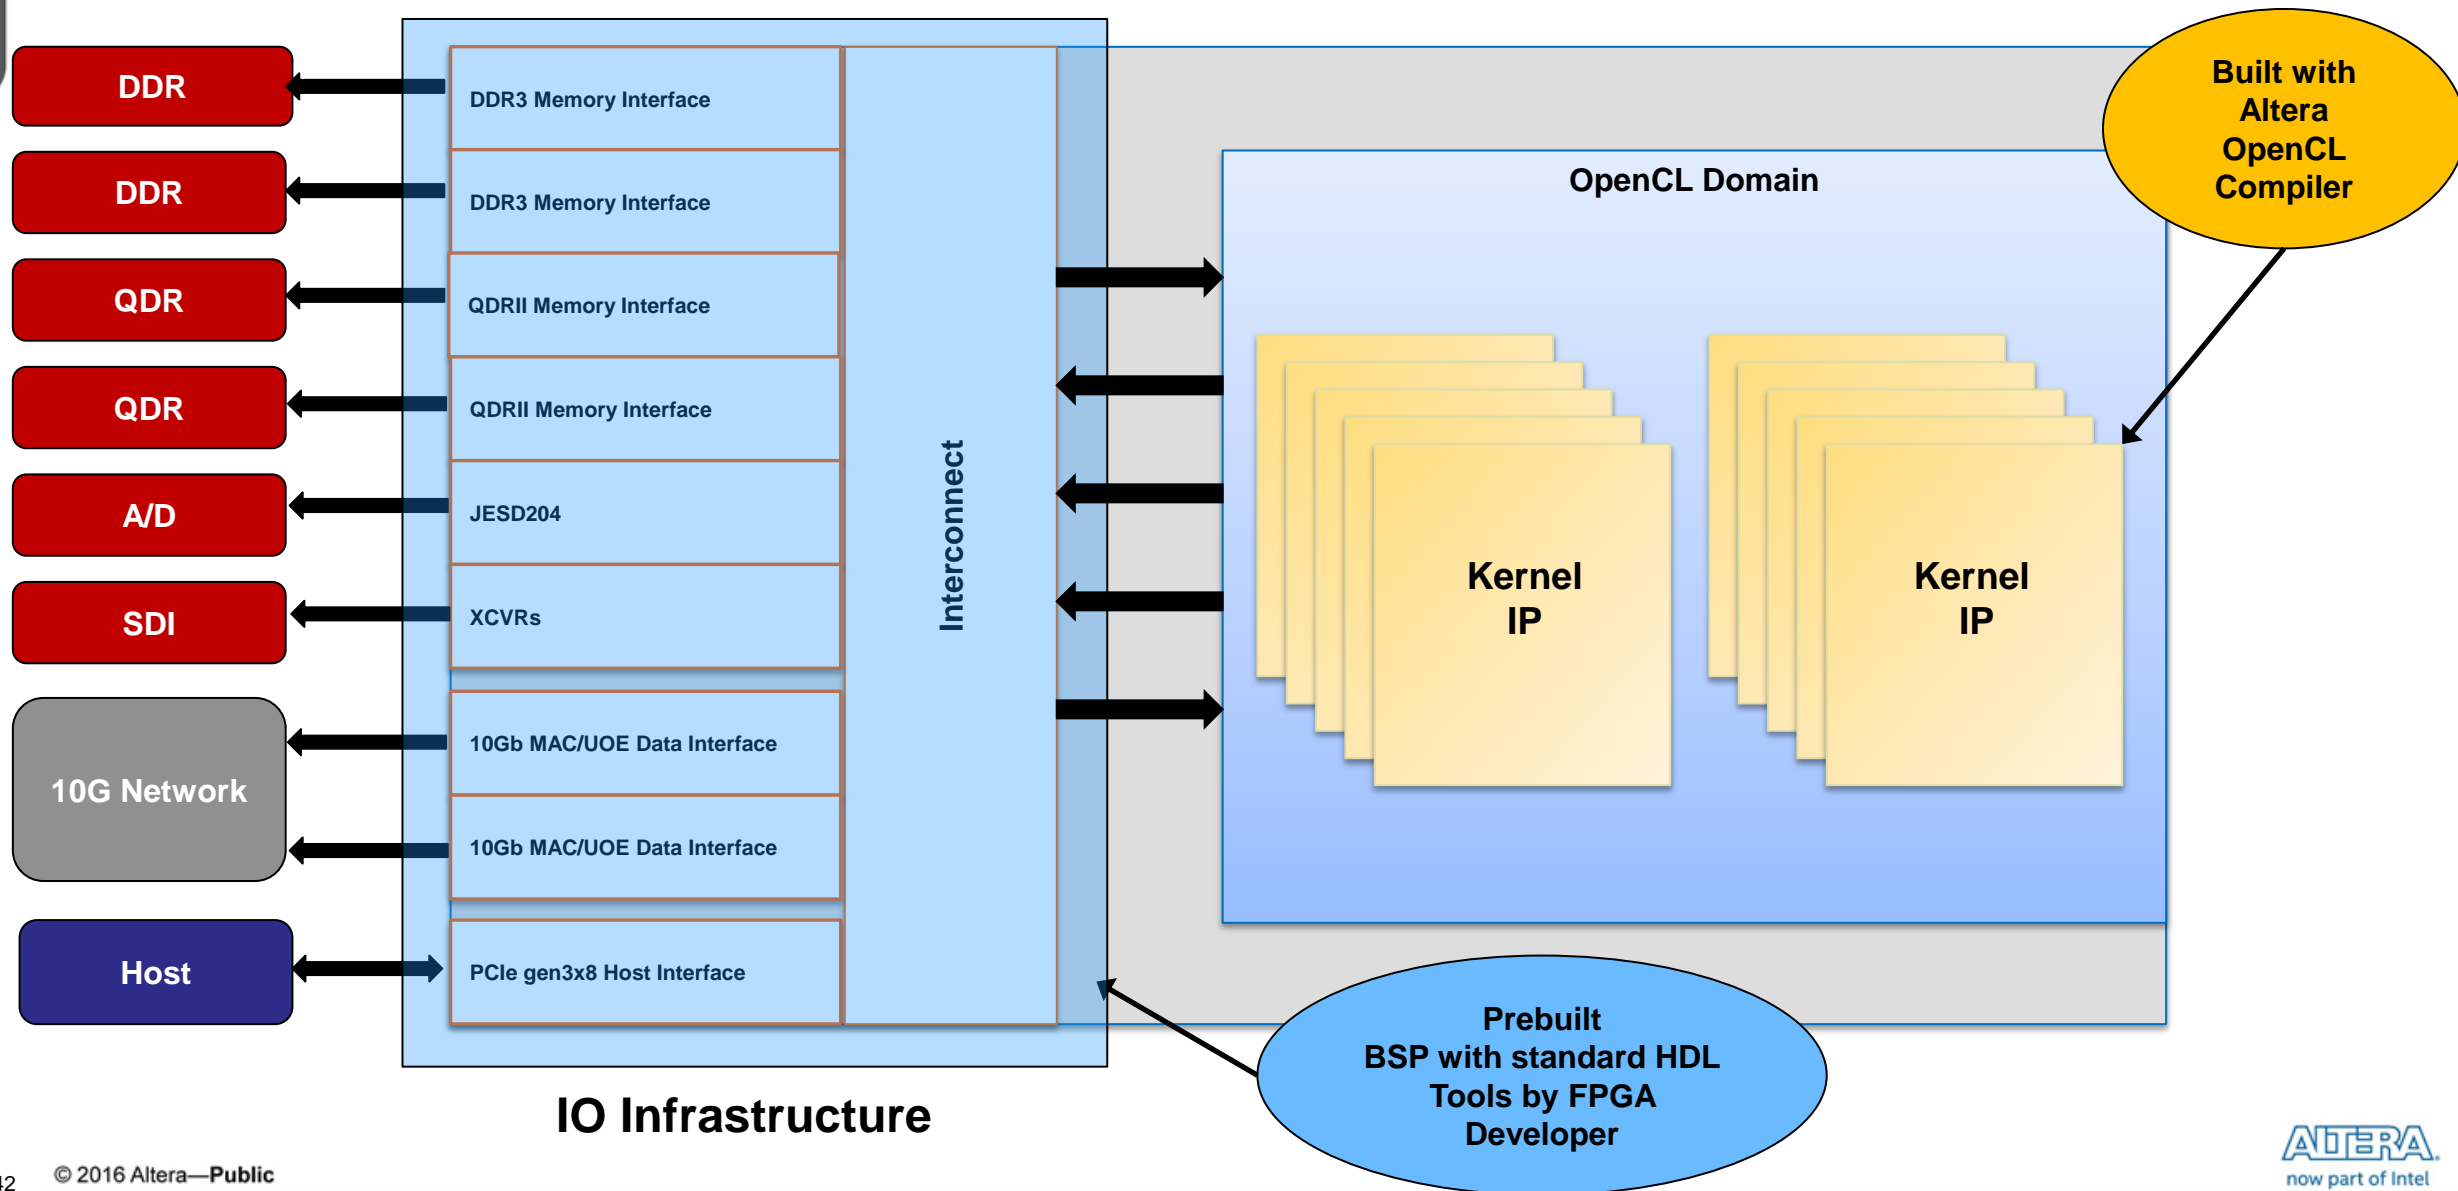 DDR
DDR
QDR
QDR
A/D
SDI
10G Network
Host
DDR3 Memory Interface
DDR3 Memory Interface
QDRII Memory Interface
QDRII Memory Interface
JESD204
XCVRs
10Gb MAC/UOE Data Interface
10Gb MAC/UOE Data Interface
PCIe gen3x8 Host Interface
Interconnect
OpenCL Domain
Kernel
IP
Kernel
IP
Built with
Altera
OpenCL
Compiler
Prebuilt
BSP with standard HDL
Tools by FPGA
Developer
IO Infrastructure
© 2016 Altera—Public
ALTERA
now part of Intel